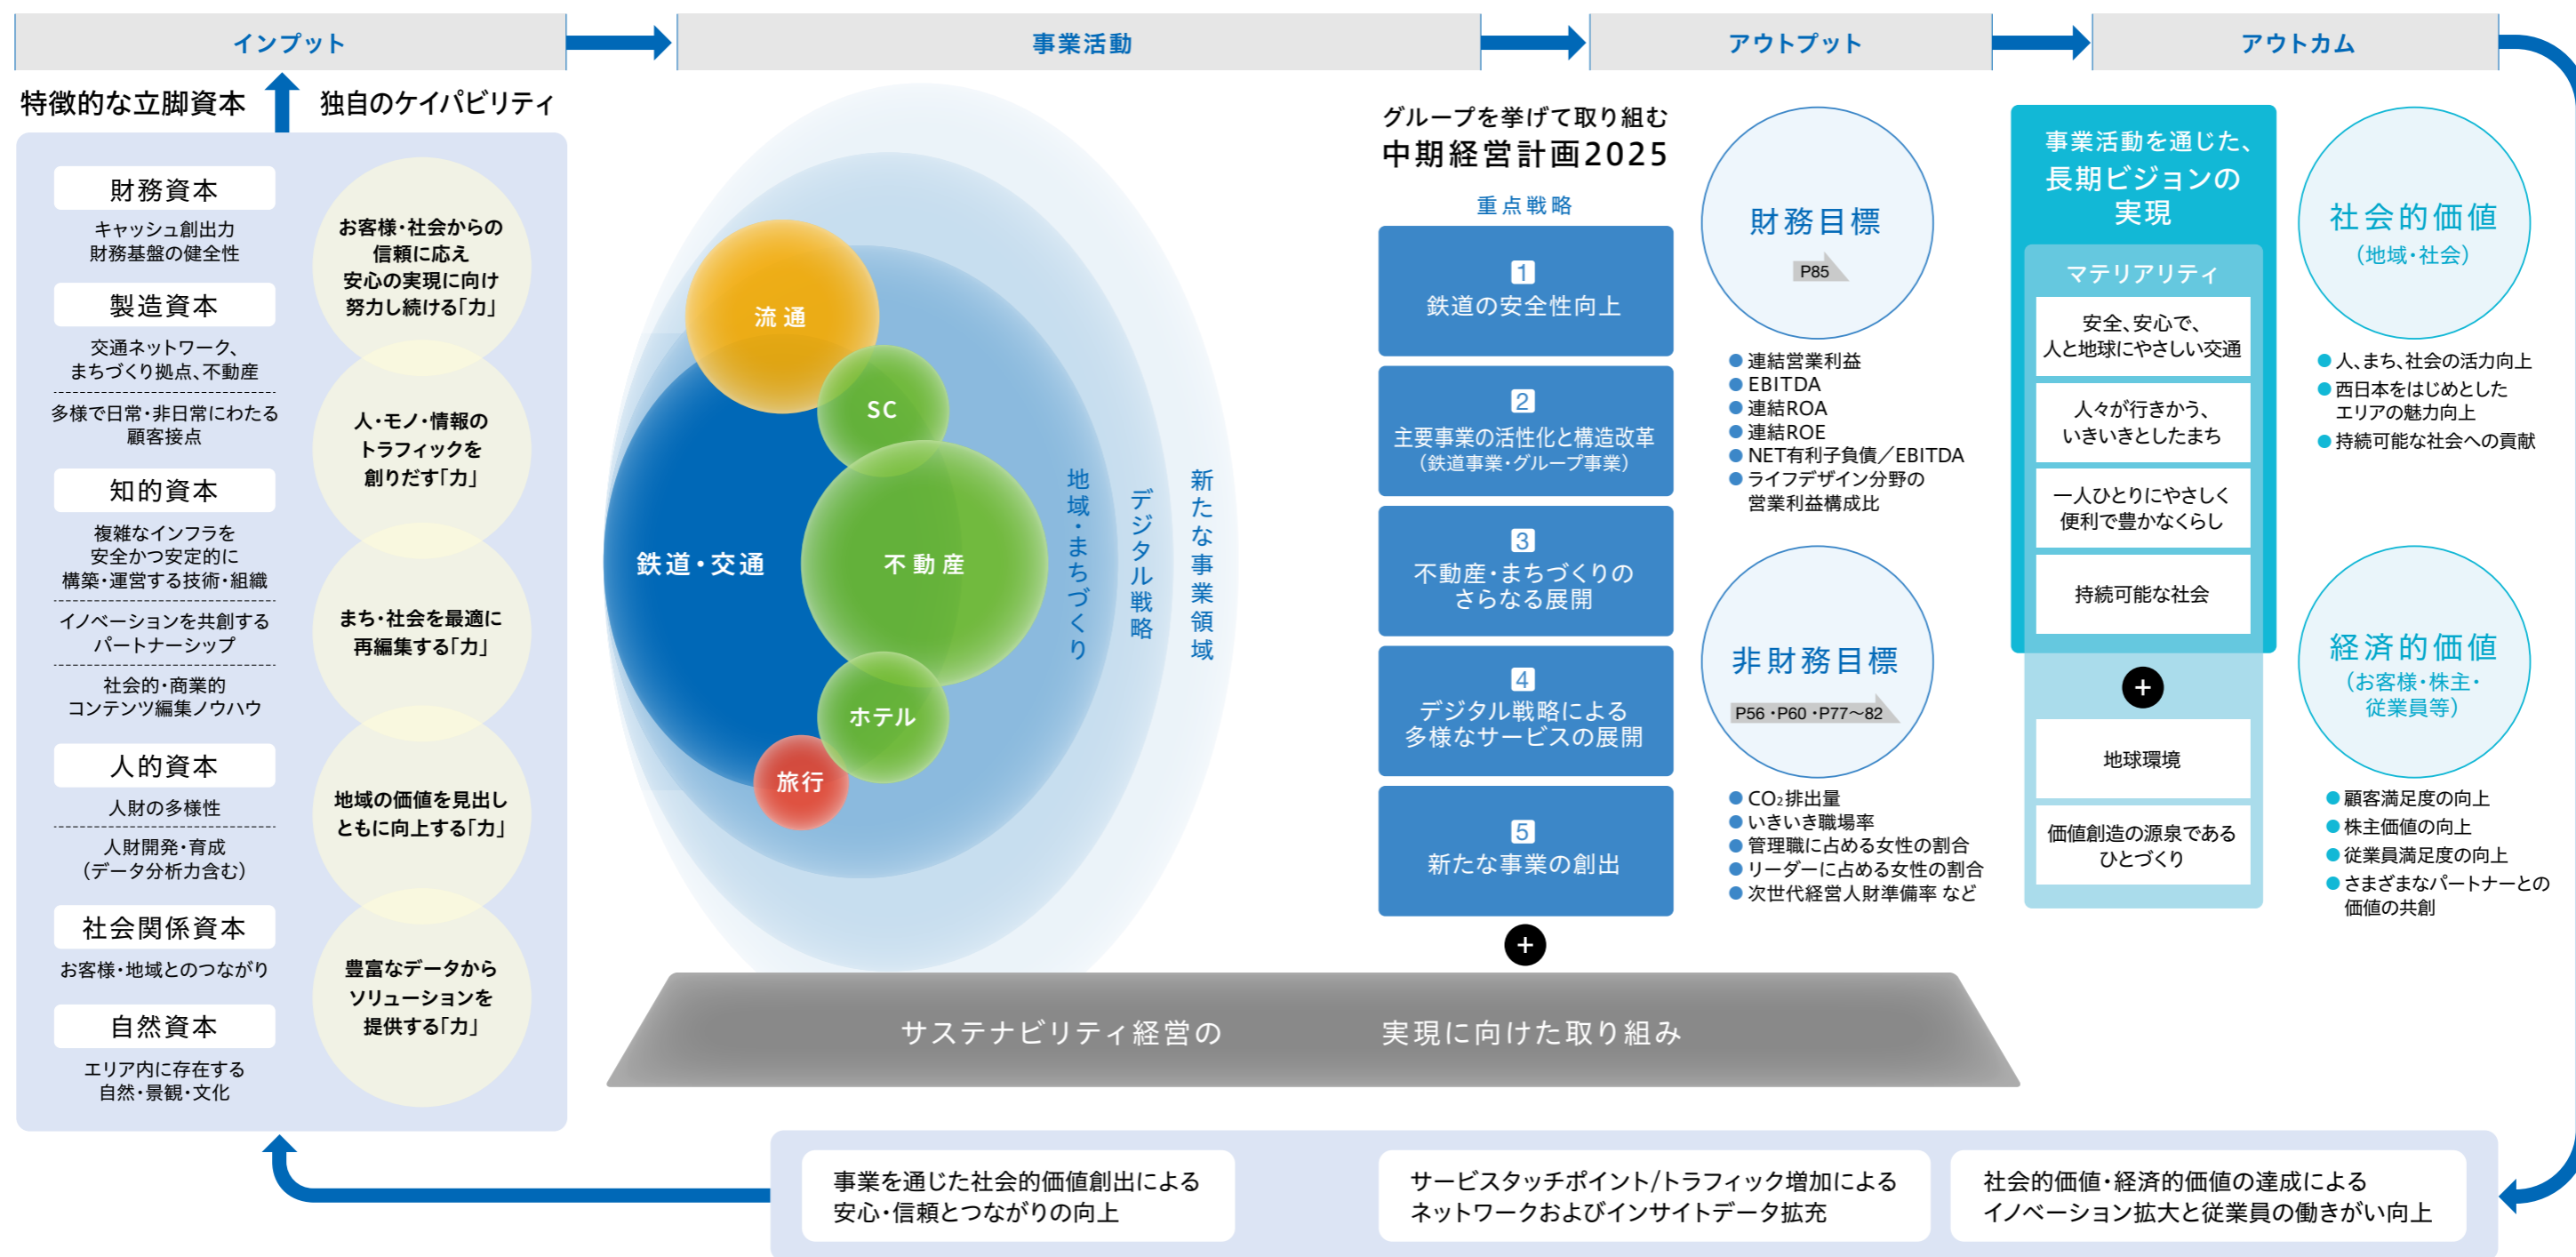 インプット
事業活動
アウトプット
アウトカム
特徴的な立脚資本
独自のケイパビリティ
財務資本
キャッシュ創出力
財務基盤の健全性
製造資本
交通ネットワーク、
まちづくり拠点、不動産
多様で日常・非日常にわたる
顧客接点
知的資本
複雑なインフラを
安全かつ安定的に
構築・運営する技術・組織
イノベーションを共創する
パートナーシップ
社会的・商業的
コンテンツ編集ノウハウ
人的資本
人財の多様性
人財開発・育成
（データ分析力含む）
社会関係資本
お客様・地域とのつながり
自然資本
エリア内に存在する
自然・景観・文化
お客様・社会からの
信頼に応え
安心の実現に向け
努力し続ける「力」
人・モノ・情報の
トラフィックを
創りだす「力」
まち・社会を最適に
再編集する「力」
地域の価値を見出し
ともに向上する「力」
豊富なデータから
ソリューションを
提供する「力」
流通
SC
鉄道・交通
不動産
ホテル
旅行
地域・まちづくり
デジタル戦略
新たな事業領域
グループを挙げて取り組む
中期経営計画2025
重点戦略
1
鉄道の安全性向上
2
主要事業の活性化と構造改革
（鉄道事業・グループ事業）
3
不動産・まちづくりの
さらなる展開
4
デジタル戦略による
多様なサービスの展開
5
新たな事業の創出
+
サステナビリティ経営の 実現に向けた取り組み
財務目標
P85
●連結営業利益
●EBITDA
●連結ROA
●連結ROE
●NET有利子負債／EBITDA
●ライフデザイン分野の
営業利益構成比
非財務目標
P56・P60・P77～82
●CO₂排出量
●いきいき職場率
●管理職に占める女性の割合
●リーダーに占める女性の割合
●次世代経営人財準備率 など
事業活動を通じた、
長期ビジョンの
実現
マテリアリティ
安全、安心で、
人と地球にやさしい交通
人々が行きかう、
いきいきとしたまち
一人ひとりにやさしく
便利で豊かなくらし
持続可能な社会
+
地球環境
価値創造の源泉である
ひとづくり
社会的価値
（地域・社会）
●人、まち、社会の活力向上
●西日本をはじめとした
エリアの魅力向上
●持続可能な社会への貢献
経済的価値
（お客様・株主・
従業員等）
●顧客満足度の向上
●株主価値の向上
●従業員満足度の向上
●さまざまなパートナーとの
価値の共創
事業を通じた社会的価値創出による
安心・信頼とつながりの向上
サービスタッチポイント/トラフィック増加による
ネットワークおよびインサイトデータ拡充
社会的価値・経済的価値の達成による
イノベーション拡大と従業員の働きがい向上